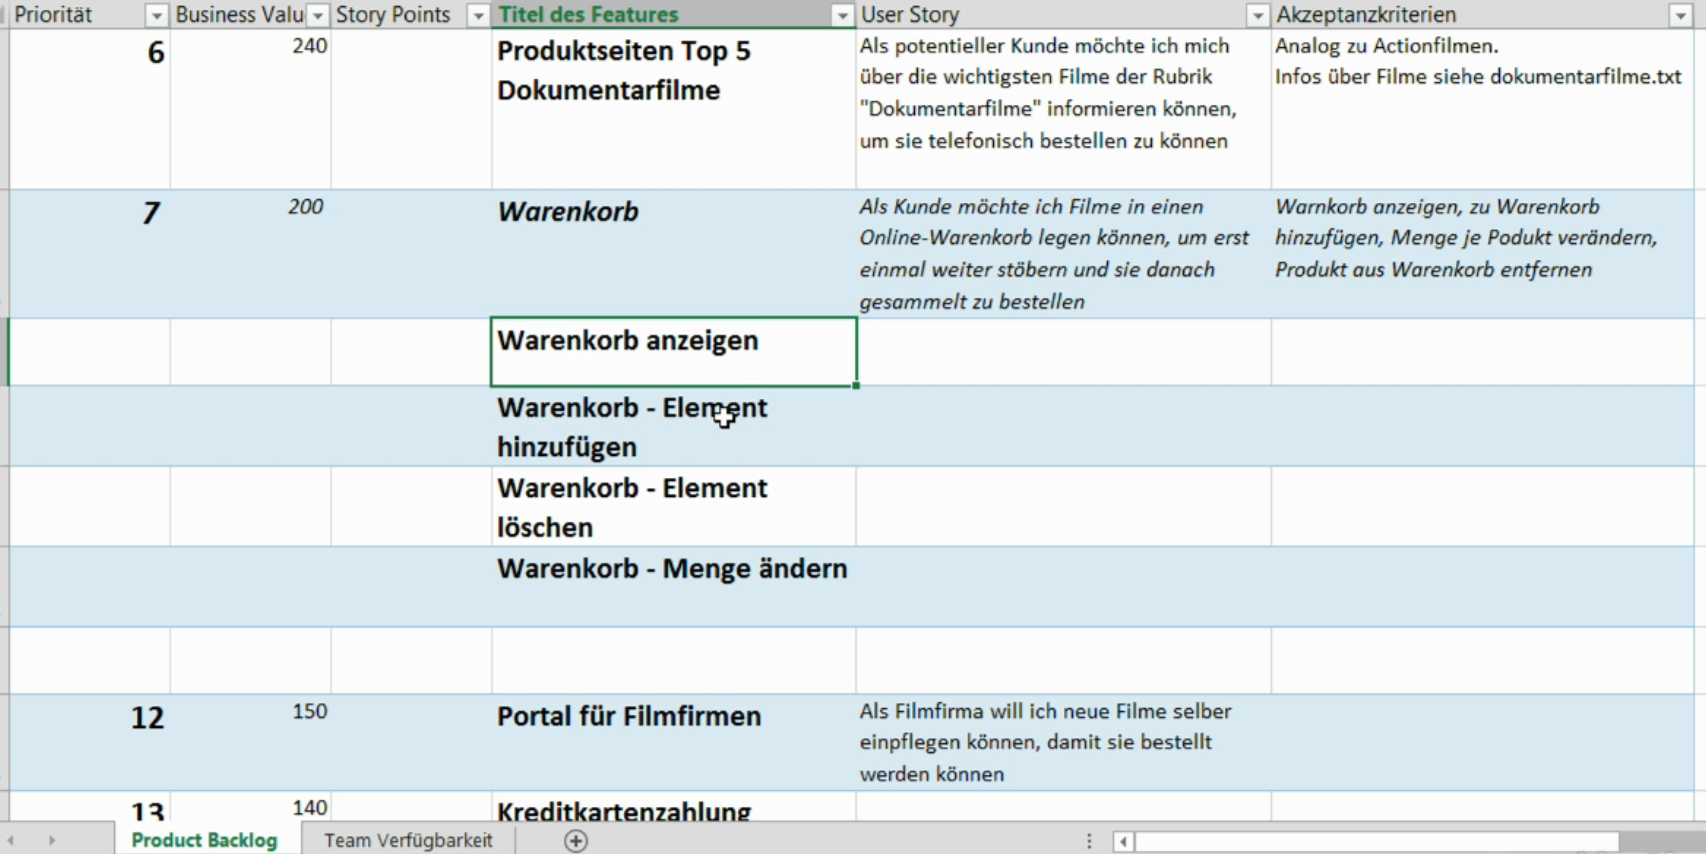 Priorität Business Valu Story Points Titel des Features User Story Akzeptanzkriterien
6 240 Produktseiten Top 5 Als potentieller Kunde möchte ich mich Analog zu Actionfilmen.
Dokumentarfilme über die wichtigsten Filme der Rubrik Infos über Filme siehe dokumentarfilme.txt
"Dokumentarfilme" informieren können,
um sie telefonisch bestellen zu können
7 200 Warenkorb Als Kunde möchte ich Filme in einen Warnkorb anzeigen, zu Warenkorb
Online-Warenkorb legen können, um erst hinzufügen, Menge je Podukt verändern,
einmal weiter stöbern und sie danach Produkt aus Warenkorb entfernen
gesammelt zu bestellen
Warenkorb anzeigen
Warenkorb - Element
hinzufügen
Warenkorb - Element
löschen
Warenkorb - Menge ändern
12 150 Portal für Filmfirmen Als Filmfirma will ich neue Filme selber
einpflegen können, damit sie bestellt
werden können
13 140 Kreditkartenzahlung
Product Backlog Team Verfügbarkeit